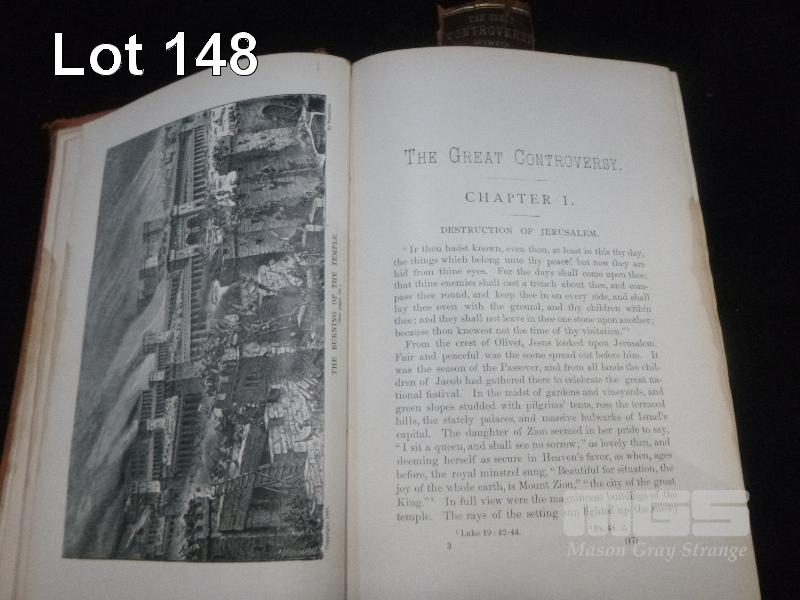 Lot 148
THE GREAT
CONTROVERSY
BETWEEN
THE BURNING OF THE TEMPLE.
THE GREAT CONTROVERSY.
CHAPTER 1.
DESTRUCTION OF JERUSALEM.
"IF thou hadst known, even thou, at least in this thy day,
the things which belong unto thy peace! but now they are
hid from thine eyes. For the days shall come upon thee,
that thine enemies shall cast a trench about thee, and com-
pass thee round, and keep thee in on every side, and shall
lay thee even with the ground, and thy children within
thee; and they shall not leave in thee one stone upon another;
because thou knewest not the time of thy visitation."¹
From the crest of Olivet, Jesus looked upon Jerusalem.
Fair and peaceful was the scene spread out before him. It
was the season of the Passover, and from all lands the chil-
dren of Jacob had gathered there to celebrate the great na-
tional festival. In the midst of gardens and vineyards, and
green slopes studded with pilgrims' tents, rose the terraced
hills, the stately palaces, and massive bulwarks of Israel's
capital. The daughter of Zion seemed in her pride to say,
"I sit a queen, and shall see no sorrow;" as lovely then, and
deeming herself as secure in Heaven's favor, as when, ages
before, the royal minstrel sung, "Beautiful for situation, the
joy of the whole earth, is Mount Zion," "the city of the great
King."² In full view were the magnificent buildings of the
temple. The rays of the setting sun lighted up the snowy
¹Luke 19:42-44.
²Ps. 48:2.
3
(17)
MGS
Mason Gray Strange